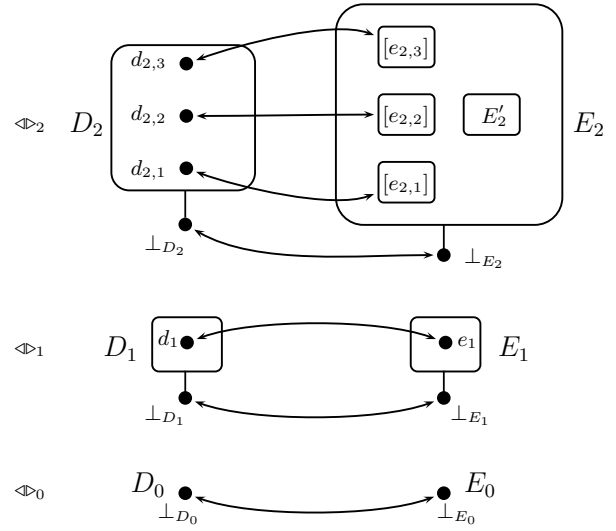 d₂,₃ [e₂,₃]
◁▷₂ D₂ d₂,₂ [e₂,₂] E′₂ E₂
d₂,₁ [e₂,₁]
⊥D₂ ⊥E₂
◁▷₁ D₁ d₁ e₁ E₁
⊥D₁ ⊥E₁
◁▷₀ D₀ E₀
⊥D₀ ⊥E₀